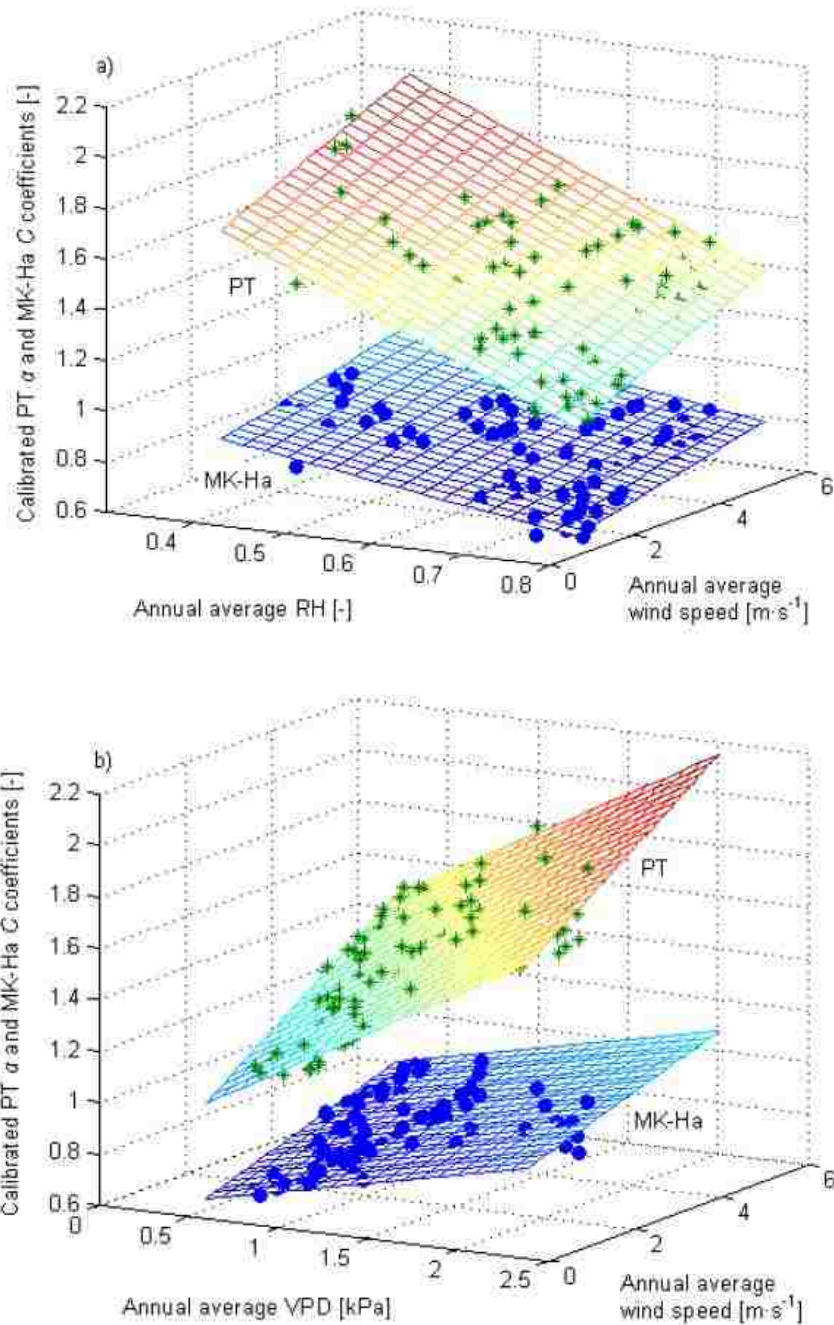 a)
Calibrated PT α and MK-Ha C coefficients [-]
2.2
2
1.8
1.6
1.4
1.2
1
0.8
0.6
PT
MK-Ha
0.4
0.5
0.6
0.7
0.8
0
2
4
6
Annual average RH [-]
Annual average
wind speed [m·s⁻¹]
b)
Calibrated PT α and MK-Ha C coefficients [-]
2.2
2
1.8
1.6
1.4
1.2
1
0.8
0.6
PT
MK-Ha
0
0.5
1
1.5
2
2.5
0
2
4
6
Annual average VPD [kPa]
Annual average
wind speed [m·s⁻¹]